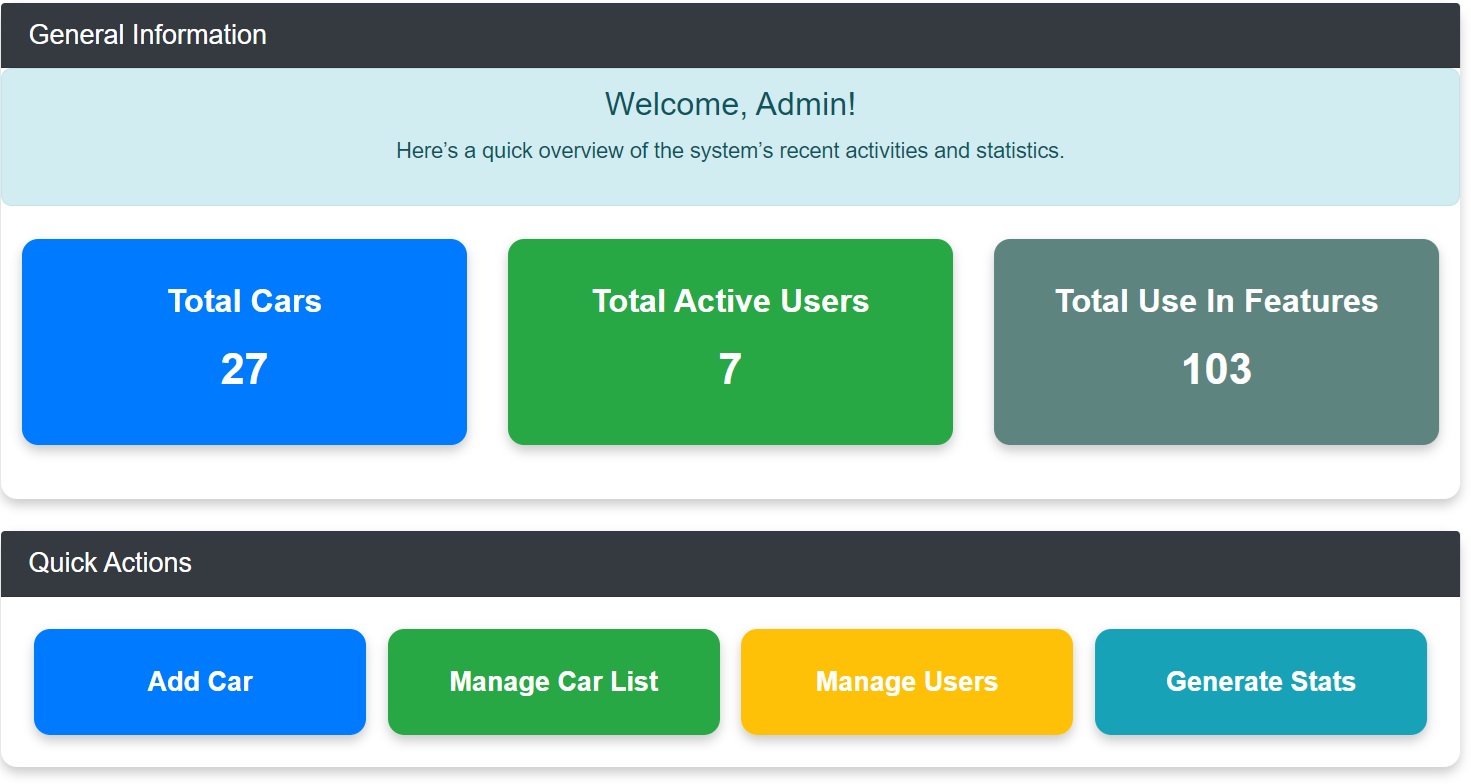 General Information
Welcome, Admin!
Here’s a quick overview of the system’s recent activities and statistics.
Total Cars
27
Total Active Users
7
Total Use In Features
103
Quick Actions
Add Car
Manage Car List
Manage Users
Generate Stats